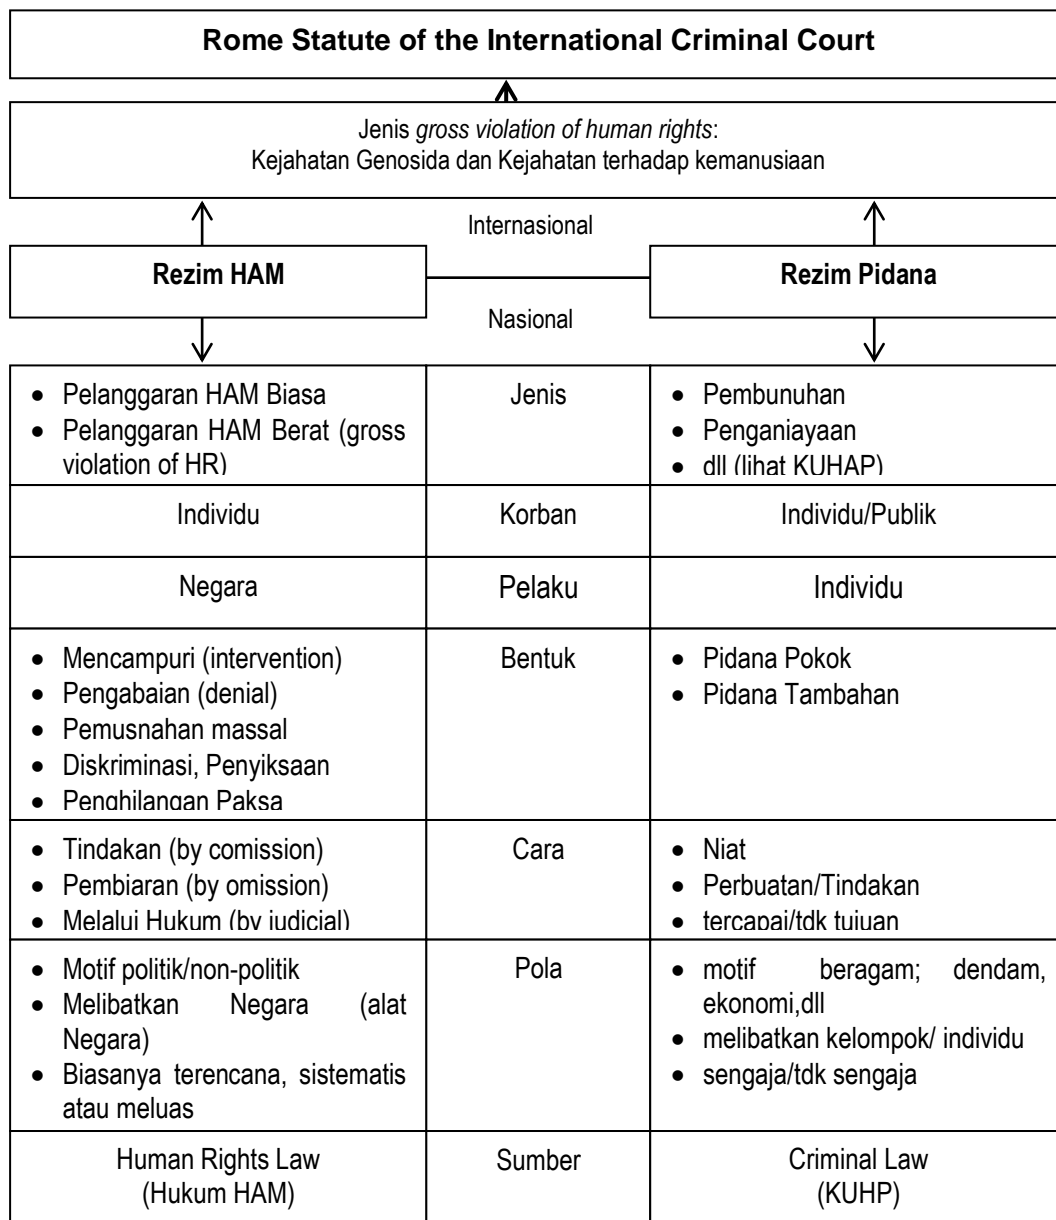 Rome Statute of the International Criminal Court
Jenis gross violation of human rights:
Kejahatan Genosida dan Kejahatan terhadap kemanusiaan
Internasional
Rezim HAM
Rezim Pidana
Nasional
• Pelanggaran HAM Biasa
• Pelanggaran HAM Berat (gross
violation of HR)
Jenis
• Pembunuhan
• Penganiayaan
• dll (lihat KUHAP)
Individu
Korban
Individu/Publik
Negara
Pelaku
Individu
• Mencampuri (intervention)
• Pengabaian (denial)
• Pemusnahan massal
• Diskriminasi, Penyiksaan
• Penghilangan Paksa
Bentuk
• Pidana Pokok
• Pidana Tambahan
• Tindakan (by comission)
• Pembiaran (by omission)
• Melalui Hukum (by judicial)
Cara
• Niat
• Perbuatan/Tindakan
• tercapai/tdk tujuan
• Motif politik/non-politik
• Melibatkan Negara (alat
Negara)
• Biasanya terencana, sistematis
atau meluas
Pola
• motif beragam; dendam,
ekonomi,dll
• melibatkan kelompok/ individu
• sengaja/tdk sengaja
Human Rights Law
(Hukum HAM)
Sumber
Criminal Law
(KUHP)